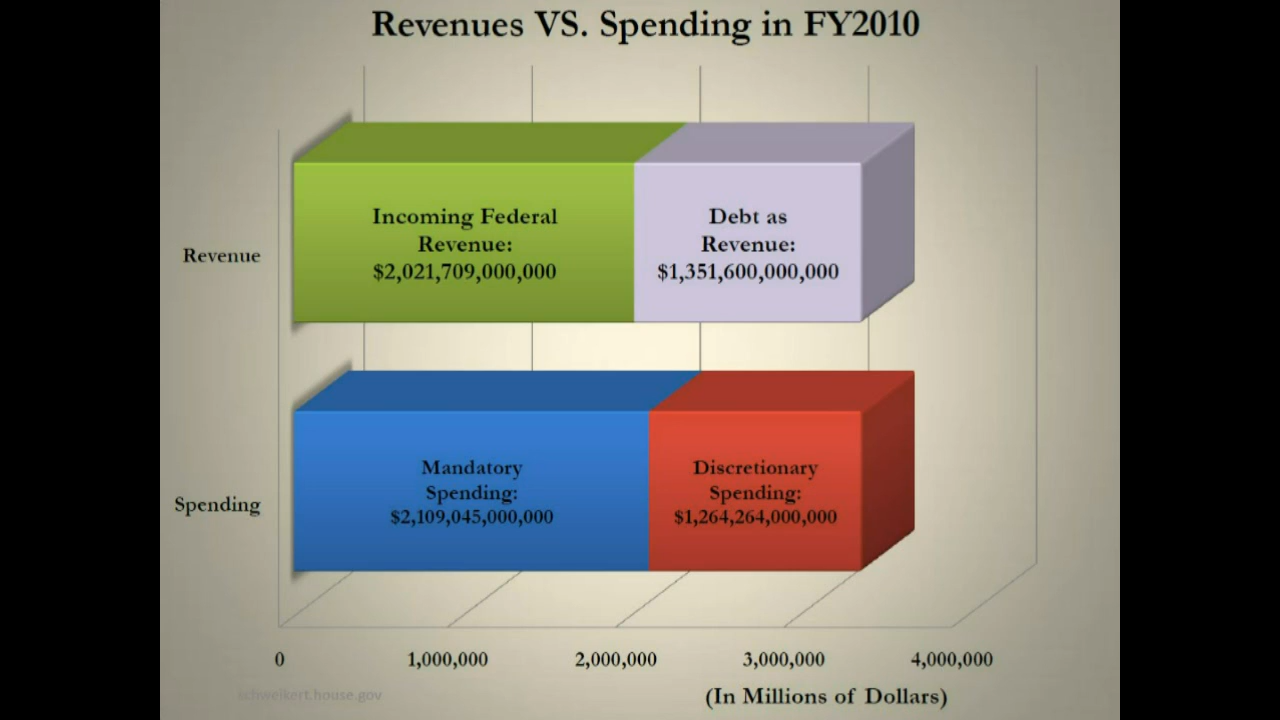 Revenues VS. Spending in FY2010
Incoming Federal
Revenue:
$2,021,709,000,000
Debt as
Revenue:
$1,351,600,000,000
Revenue
Mandatory
Spending:
$2,109,045,000,000
Discretionary
Spending:
$1,264,264,000,000
Spending
0
1,000,000
2,000,000
3,000,000
4,000,000
(In Millions of Dollars)
schweikert.house.gov